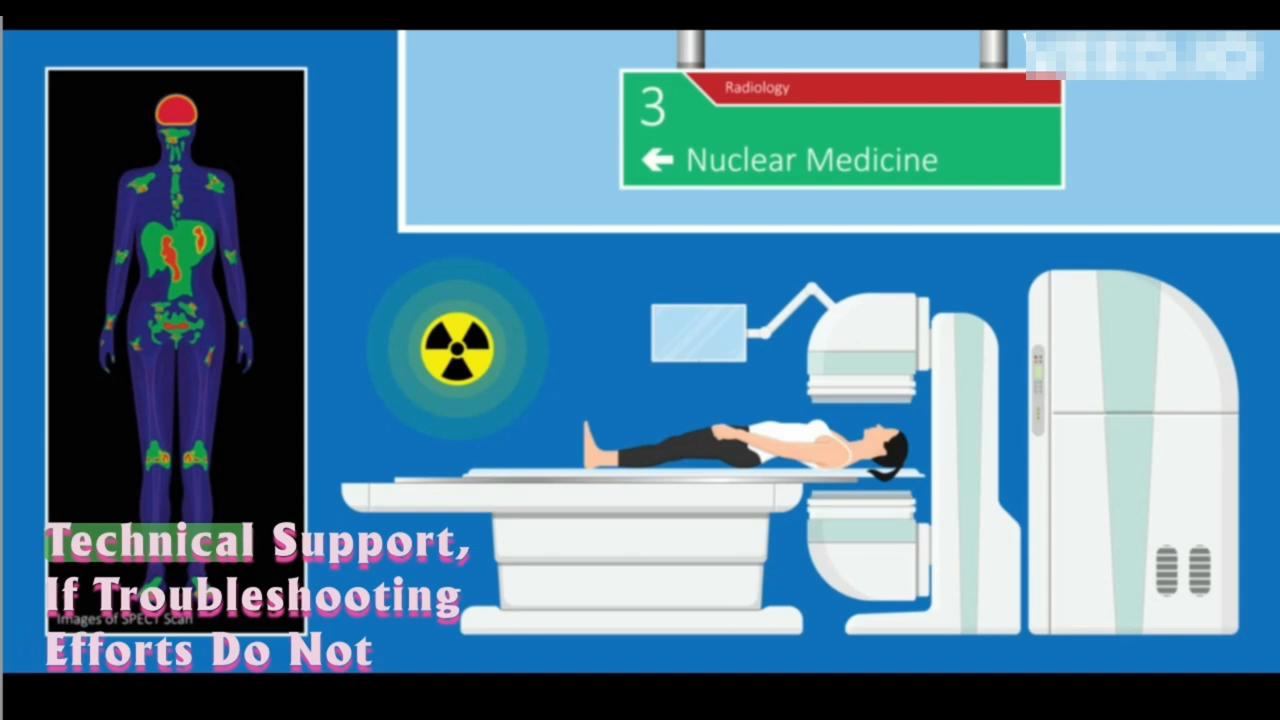 Radiology
3
Nuclear Medicine
Technical Support,
If Troubleshooting
Images of SPECT Scan
Efforts Do Not